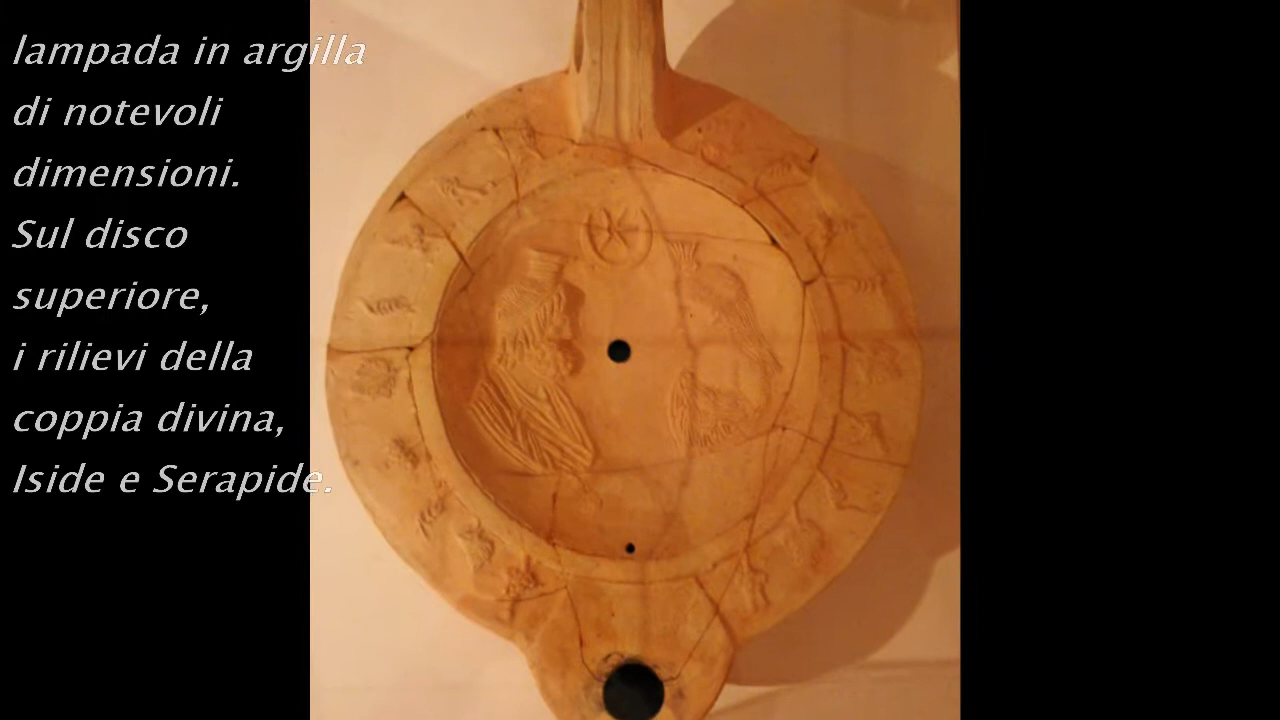 lampada in argilla
di notevoli
dimensioni.
Sul disco
superiore,
i rilievi della
coppia divina,
Iside e Serapide.